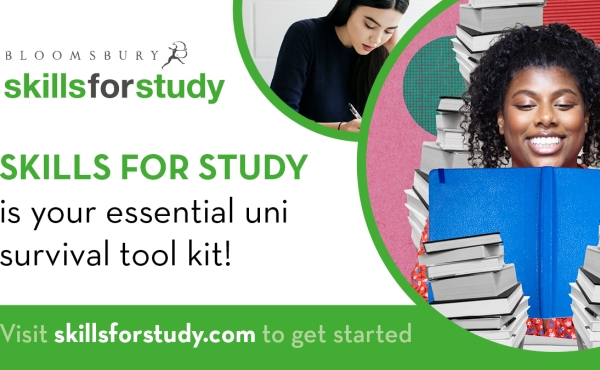 BLOOMSBURY
skillsforstudy
SKILLS FOR STUDY
is your essential uni
survival tool kit!
Visit skillsforstudy.com to get started